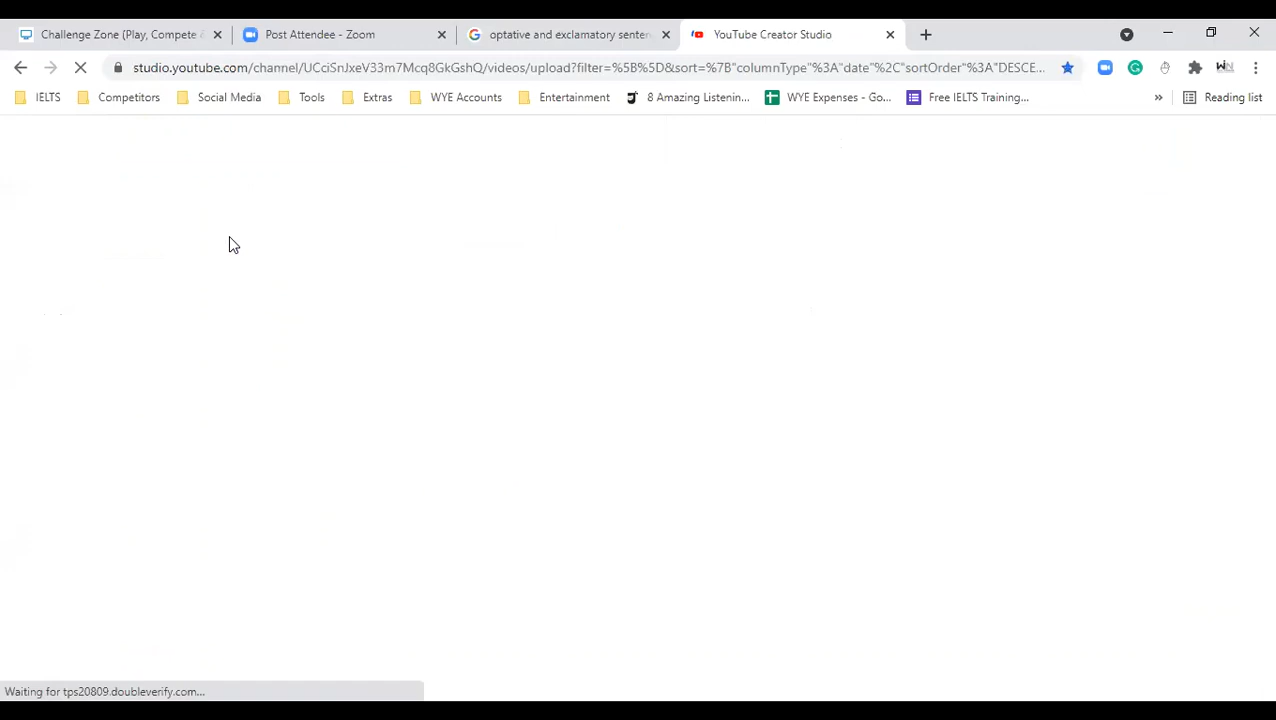 Challenge Zone (Play, Compete &
Post Attendee - Zoom
optative and exclamatory senten
YouTube Creator Studio
studio.youtube.com/channel/UCciSnJxeV33m7Mcq8GkGshQ/videos/upload?filter=%5B%5D&sort=%7B"columnType"%3A"date"%2C"sortOrder"%3A"DESCE...
IELTS
Competitors
Social Media
Tools
Extras
WYE Accounts
Entertainment
8 Amazing Listenin...
WYE Expenses - Go...
Free IELTS Training...
»
Reading list
Waiting for tps20809.doubleverify.com...